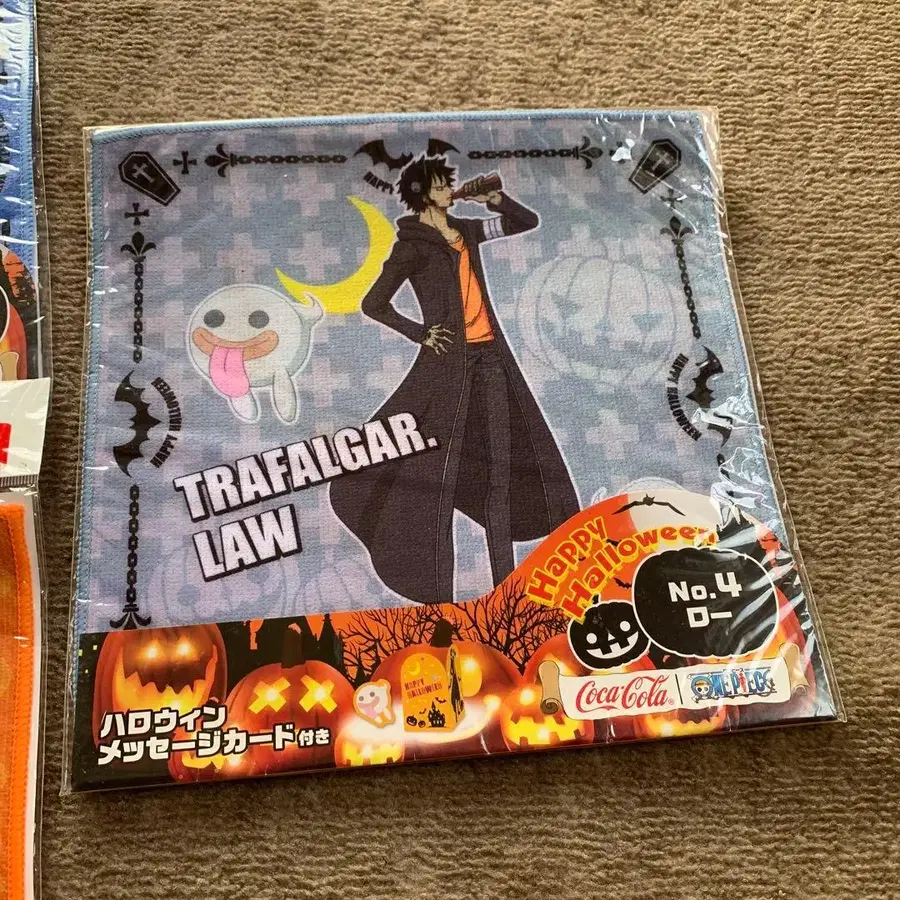 HAPPY
HAPPY HALLOWEEN
HAPPY HALLOWEEN
TRAFALGAR.
LAW
Happy
Halloween
No.4
ロー
HAPPY
HALLOWEEN
Coca-Cola®
ONE PIECE
ハロウィン
メッセージカード付き